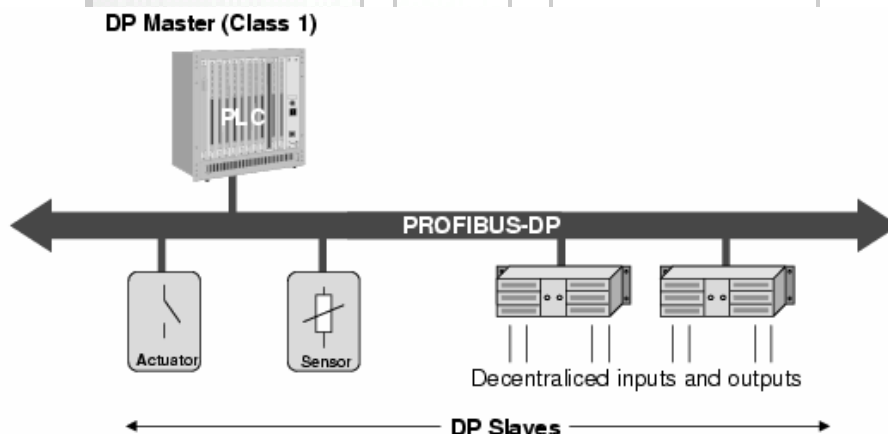 DP Master (Class 1)
PLC
PROFIBUS-DP
Actuator
Sensor
Decentraliced inputs and outputs
DP Slaves